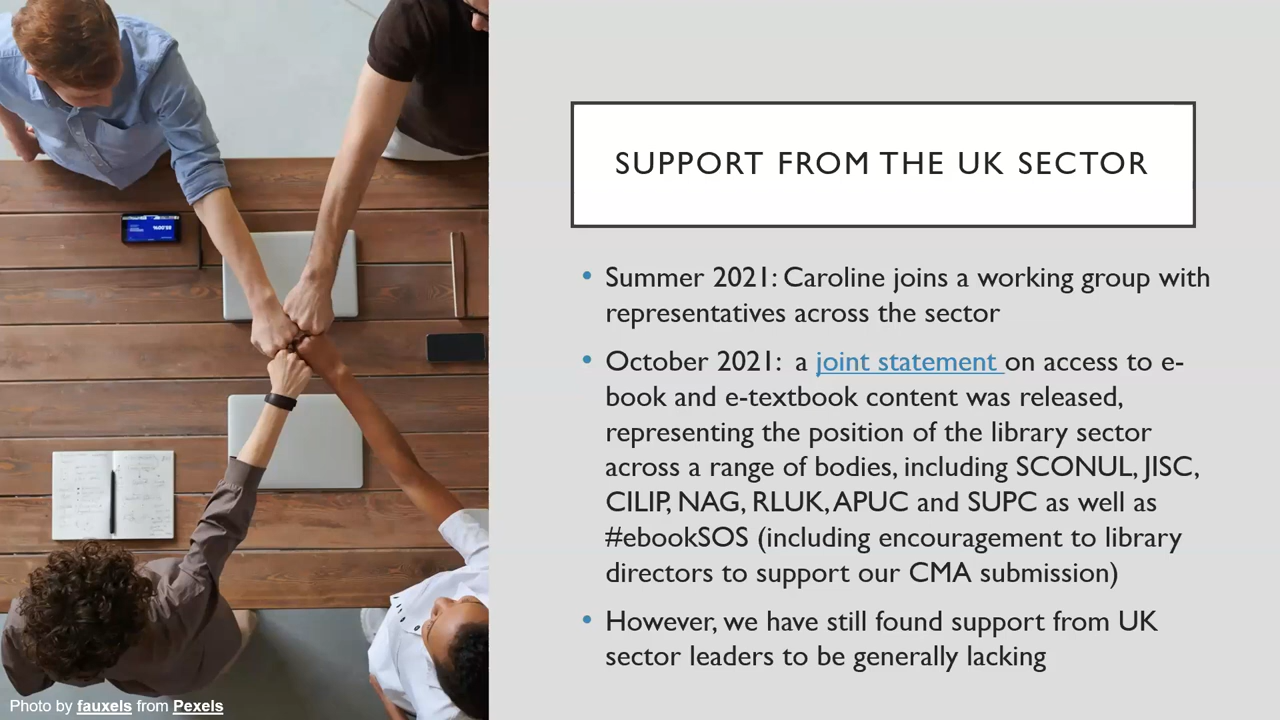 SUPPORT FROM THE UK SECTOR
• Summer 2021: Caroline joins a working group with
representatives across the sector
• October 2021:  a joint statement on access to e-
book and e-textbook content was released,
representing the position of the library sector
across a range of bodies, including SCONUL, JISC,
CILIP, NAG, RLUK, APUC and SUPC as well as
#ebookSOS (including encouragement to library
directors to support our CMA submission)
• However, we have still found support from UK
sector leaders to be generally lacking
Photo by fauxels from Pexels